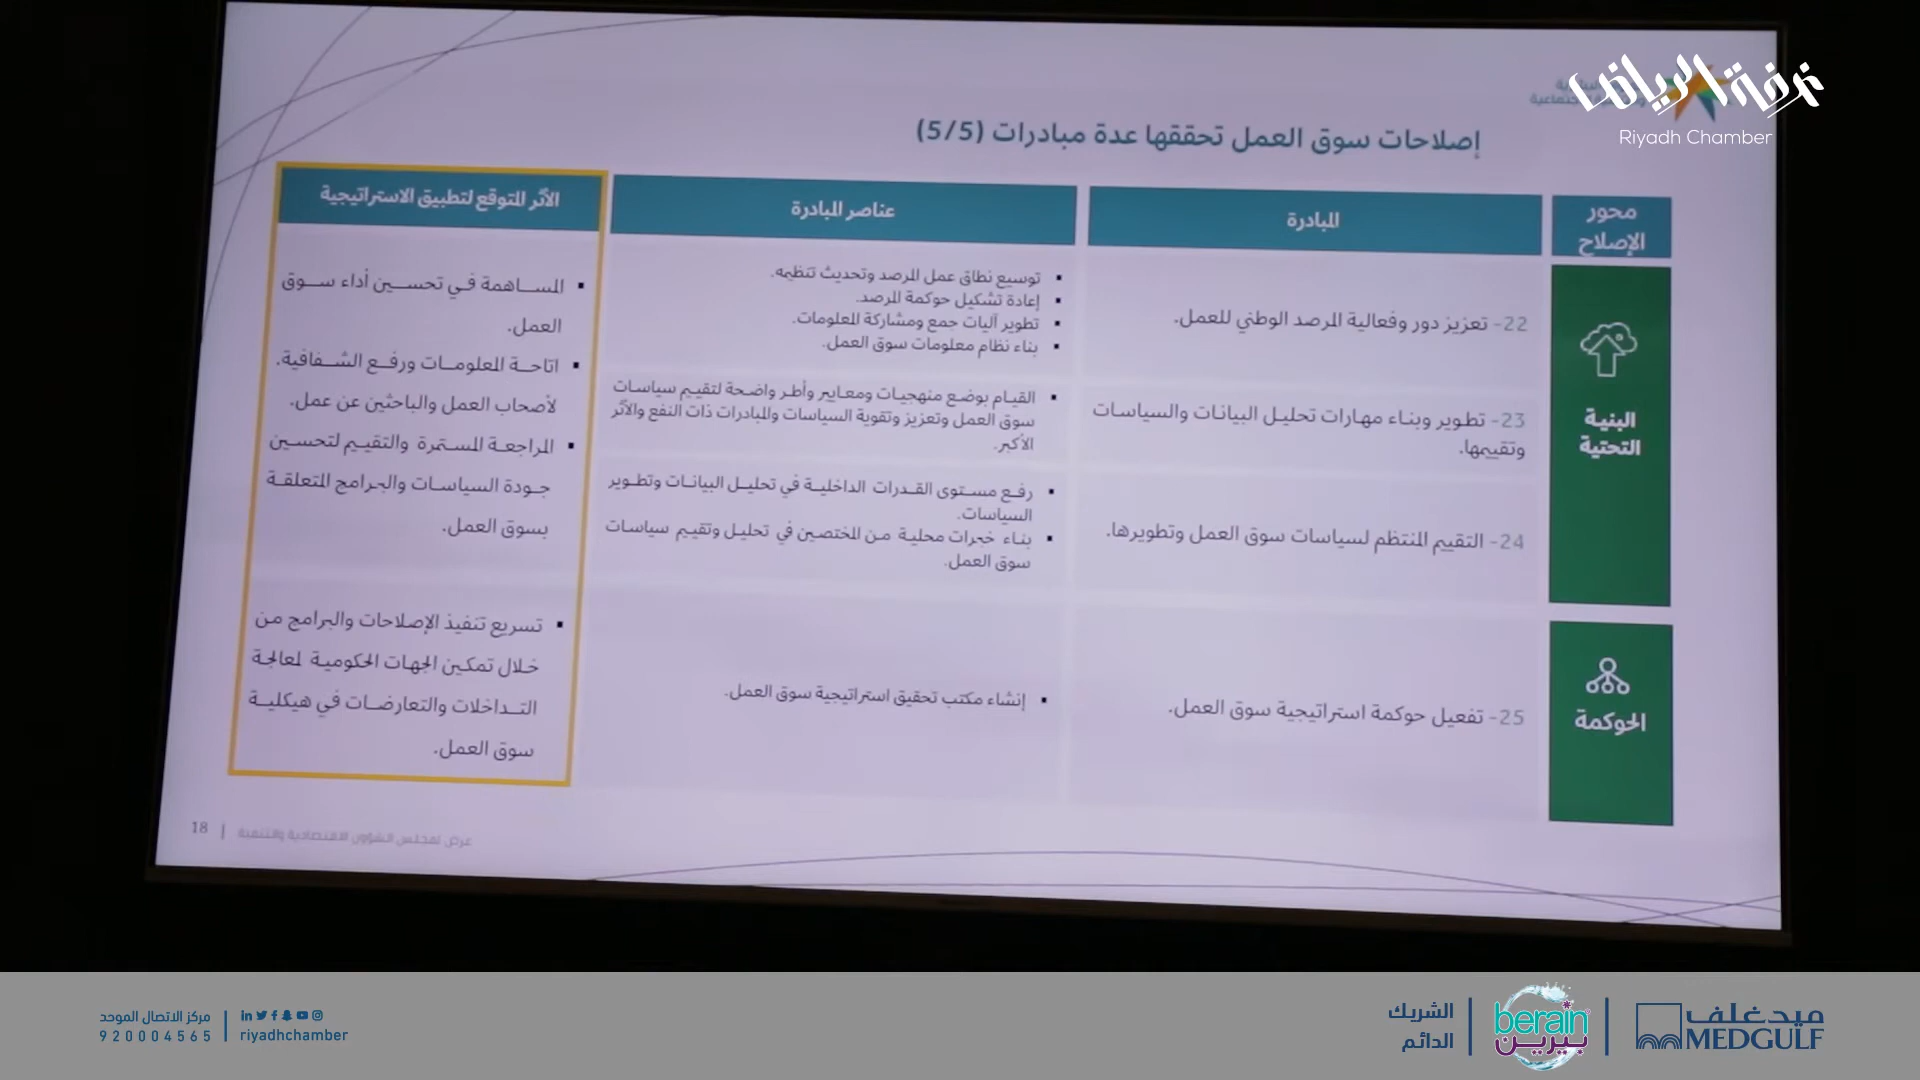 غرفة الرياض
Riyadh Chamber
إصلاحات سوق العمل تحققها عدة مبادرات (5/5)
محور
الإصلاح
المبادرة
عناصر المبادرة
الأثر المتوقع لتطبيق الاستراتيجية
البنية
التحتية
22- تعزيز دور وفعالية المرصد الوطني للعمل.
▪ توسيع نطاق عمل المرصد وتحديث تنظيمه.
▪ إعادة تشكيل حوكمة المرصد.
▪ تطوير آليات جمع ومشاركة المعلومات.
▪ بناء نظام معلومات سوق العمل.
23- تطوير وبناء مهارات تحليل البيانات والسياسات
وتقييمها.
▪ القيام بوضع منهجيات ومعايير وأطر واضحة لتقييم سياسات
سوق العمل وتعزيز وتقوية السياسات والمبادرات ذات النفع والأثر
الأكبر.
24- التقييم المنتظم لسياسات سوق العمل وتطويرها.
▪ رفع مستوى القدرات الداخلية في تحليل البيانات وتطوير
السياسات.
▪ بناء خبرات محلية من المختصين في تحليل وتقييم سياسات
سوق العمل.
▪ المساهمة في تحسين أداء سوق
العمل.
▪ اتاحة المعلومات ورفع الشفافية.
لأصحاب العمل والباحثين عن عمل.
▪ المراجعة المستمرة والتقييم لتحسين
جودة السياسات والبرامج المتعلقة
بسوق العمل.
الحوكمة
25- تفعيل حوكمة استراتيجية سوق العمل.
▪ إنشاء مكتب تحقيق استراتيجية سوق العمل.
▪ تسريع تنفيذ الإصلاحات والبرامج من
خلال تمكين الجهات الحكومية لمعالجة
التداخلات والتعارضات في هيكلية
سوق العمل.
عرض لمجلس الشؤون الاقتصادية والتنمية | 18
ميدغلف
MEDGULF
berain
بيرين
الشريك
الدائم
riyadhchamber
مركز الاتصال الموحد
920004565